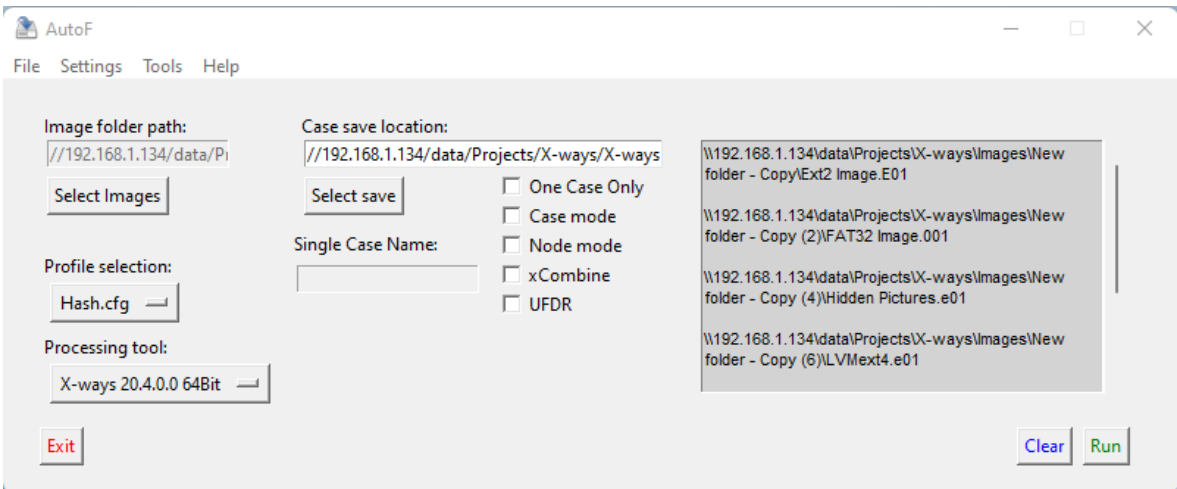 AutoF
File Settings Tools Help
Image folder path:
//192.168.1.134/data/Pr
Select Images
Profile selection:
Hash.cfg
Processing tool:
X-ways 20.4.0.0 64Bit
Exit
Case save location:
//192.168.1.134/data/Projects/X-ways/X-ways
Select save
Single Case Name:
One Case Only
Case mode
Node mode
xCombine
UFDR
\\192.168.1.134\data\Projects\X-ways\Images\New
folder - Copy\Ext2 Image.E01
\\192.168.1.134\data\Projects\X-ways\Images\New
folder - Copy (2)\FAT32 Image.001
\\192.168.1.134\data\Projects\X-ways\Images\New
folder - Copy (4)\Hidden Pictures.e01
\\192.168.1.134\data\Projects\X-ways\Images\New
folder - Copy (6)\LVMext4.e01
Clear
Run